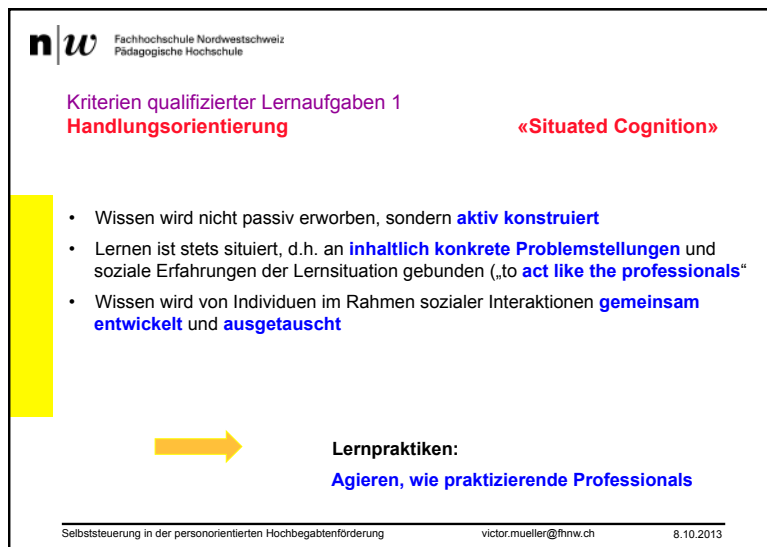 n|w Fachhochschule Nordwestschweiz
Pädagogische Hochschule
Kriterien qualifizierter Lernaufgaben 1
Handlungsorientierung «Situated Cognition»
• Wissen wird nicht passiv erworben, sondern aktiv konstruiert
• Lernen ist stets situiert, d.h. an inhaltlich konkrete Problemstellungen und
soziale Erfahrungen der Lernsituation gebunden („to act like the professionals“
• Wissen wird von Individuen im Rahmen sozialer Interaktionen gemeinsam
entwickelt und ausgetauscht
Lernpraktiken:
Agieren, wie praktizierende Professionals
Selbststeuerung in der personorientierten Hochbegabtenförderung victor.mueller@fhnw.ch 8.10.2013